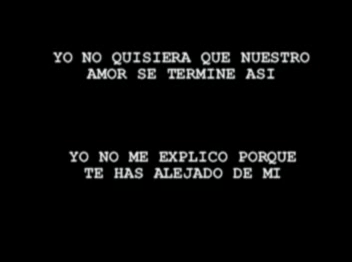 YO NO QUISIERA QUE NUESTRO
AMOR SE TERMINE ASI
YO NO ME EXPLICO PORQUE
TE HAS ALEJADO DE MI